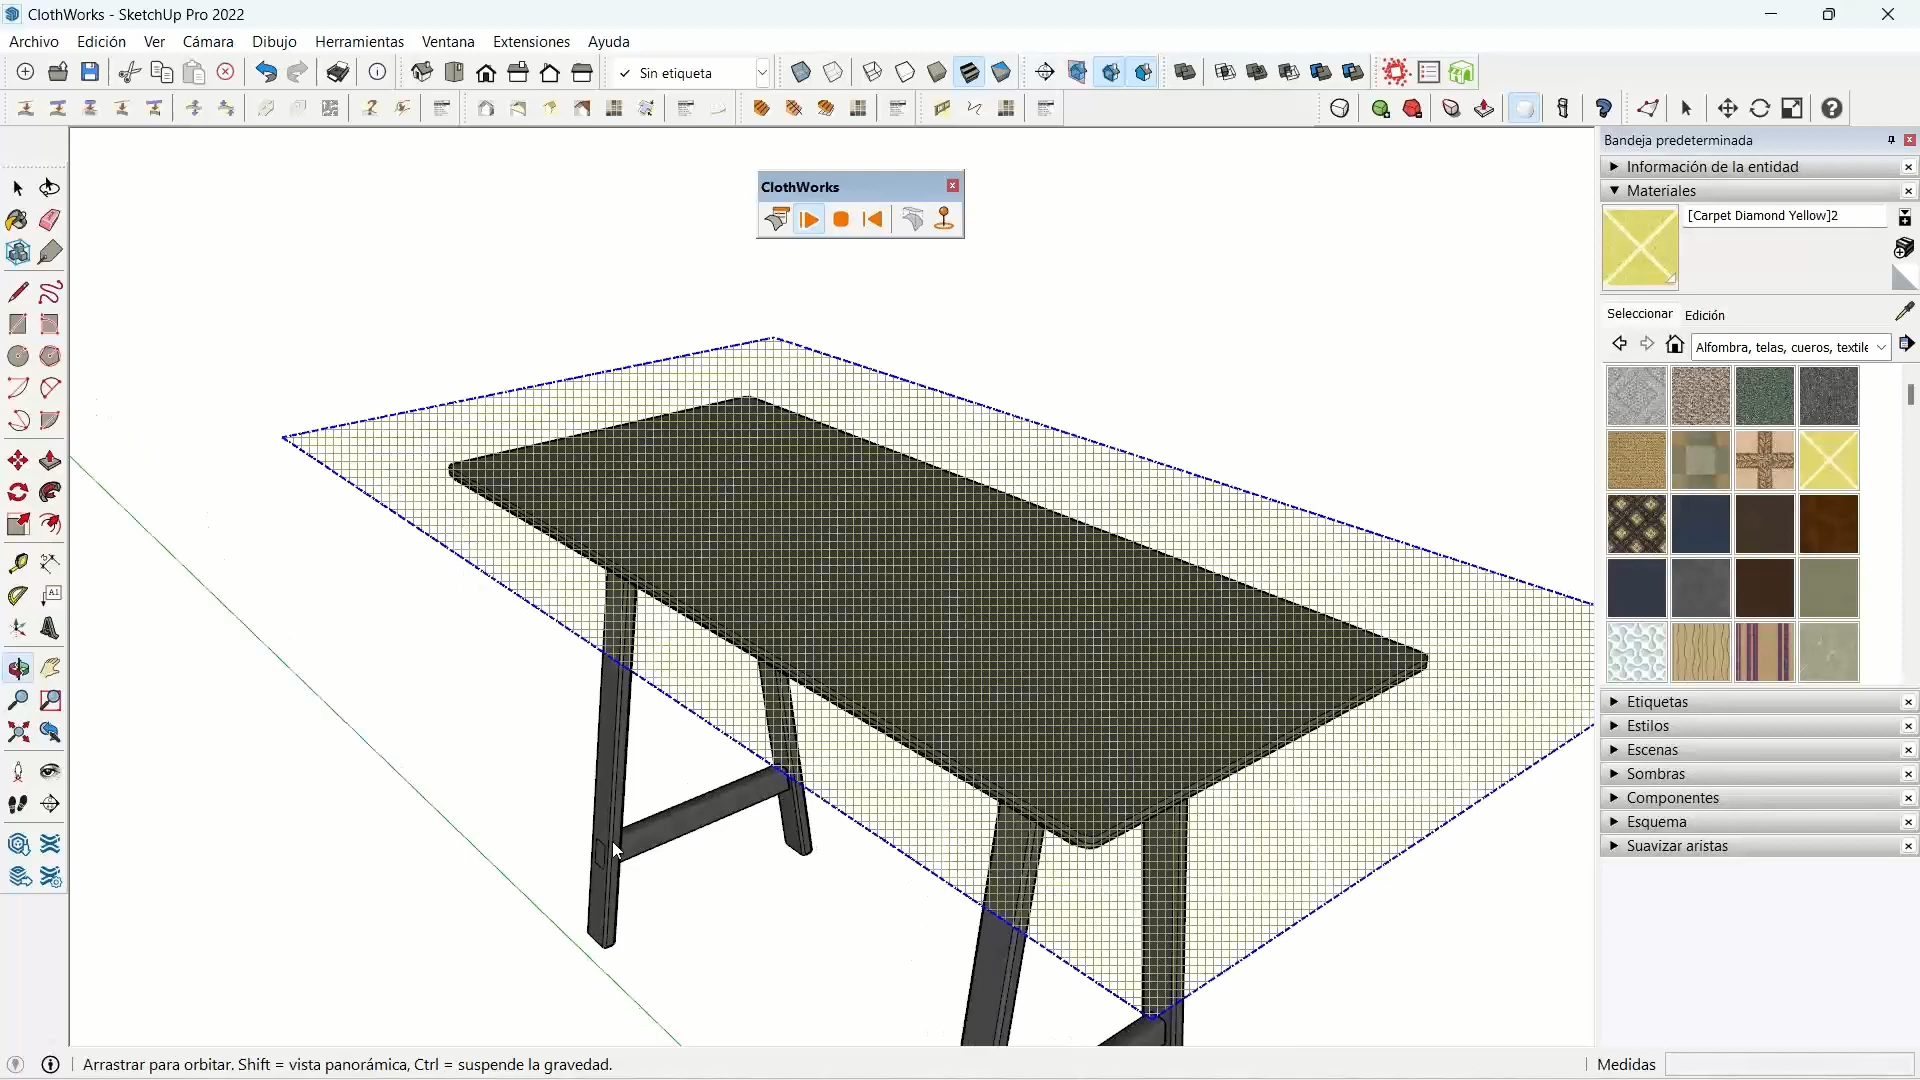 ClothWorks - SketchUp Pro 2022
Archivo Edición Ver Cámara Dibujo Herramientas Ventana Extensiones Ayuda
✓ Sin etiqueta
Bandeja predeterminada
Información de la entidad
Materiales
ClothWorks
[Carpet Diamond Yellow]2
Seleccionar Edición
Alfombra, telas, cueros, textile
A1
Etiquetas
Estilos
Escenas
Sombras
Componentes
Esquema
Suavizar aristas
Arrastrar para orbitar. Shift = vista panorámica, Ctrl = suspende la gravedad.
Medidas